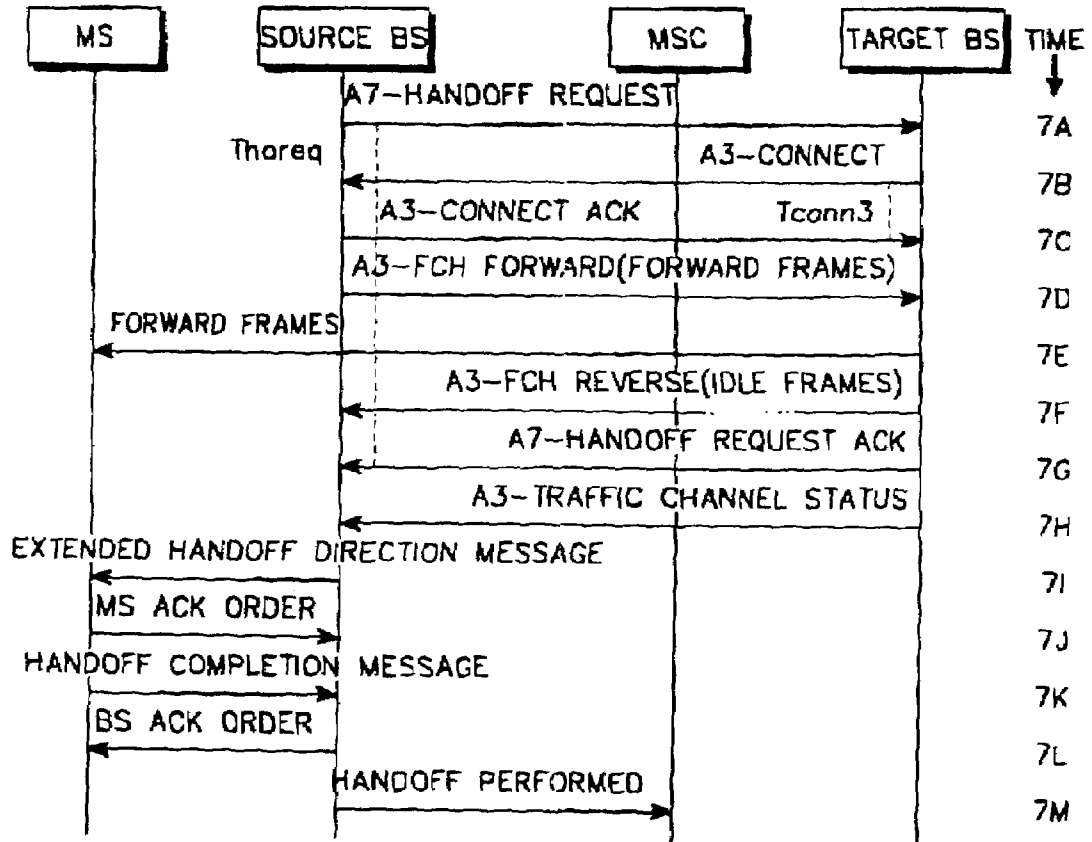 MS SOURCE BS MSC TARGET BS TIME
A7-HANDOFF REQUEST
7A
Thoreq A3-CONNECT
7B
A3-CONNECT ACK Tconn3
7C
A3-FCH FORWARD(FORWARD FRAMES)
7D
FORWARD FRAMES
7E
A3-FCH REVERSE(IDLE FRAMES)
7F
A7-HANDOFF REQUEST ACK
7G
A3-TRAFFIC CHANNEL STATUS
7H
EXTENDED HANDOFF DIRECTION MESSAGE
7I
MS ACK ORDER
7J
HANDOFF COMPLETION MESSAGE
7K
BS ACK ORDER
7L
HANDOFF PERFORMED
7M